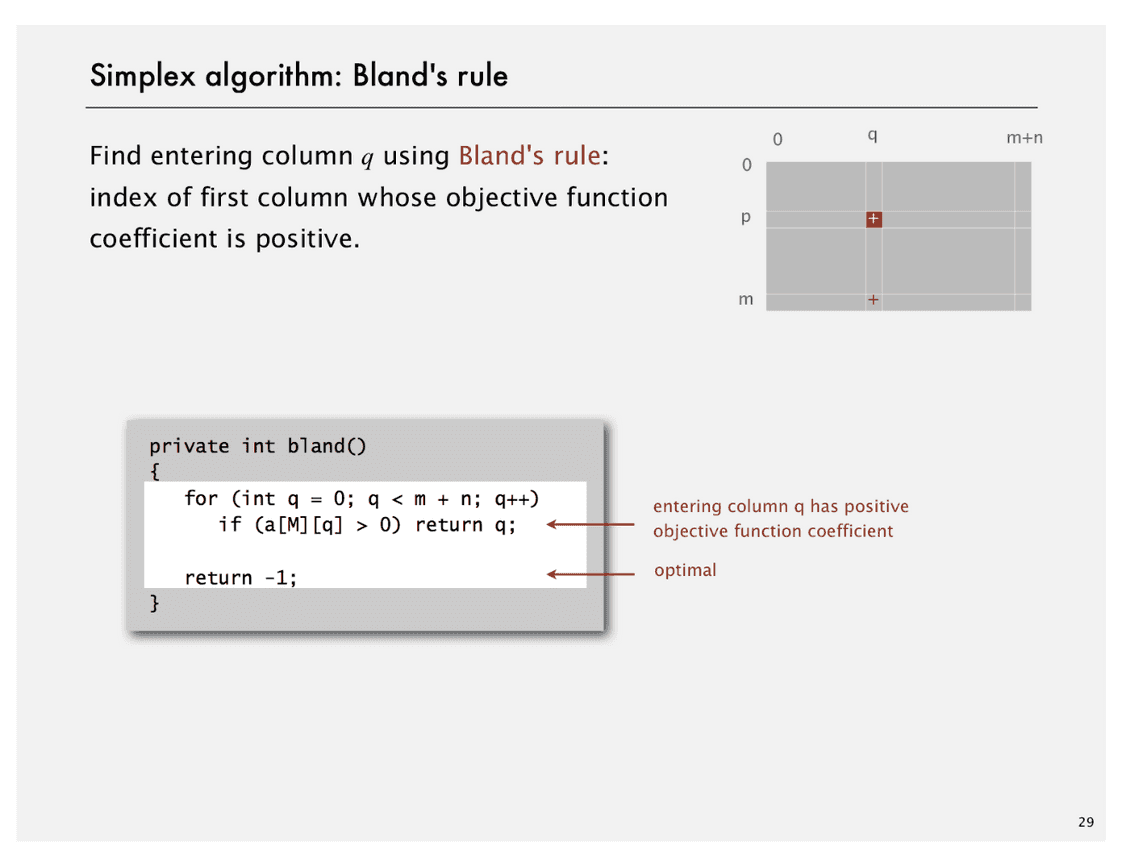 Simplex algorithm: Bland's rule
Find entering column q using Bland's rule:
index of first column whose objective function
coefficient is positive.
0 q m+n
0
p +
m +
private int bland()
{
for (int q = 0; q < m + n; q++)
if (a[M][q] > 0) return q;
return -1;
}
entering column q has positive
objective function coefficient
optimal
29